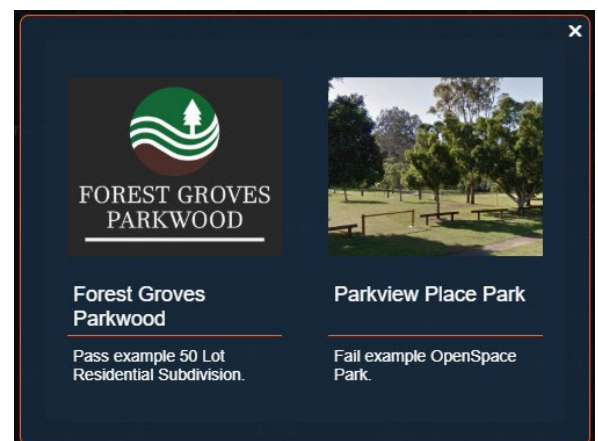 ×
FOREST GROVES
PARKWOOD
Forest Groves
Parkwood
Pass example 50 Lot
Residential Subdivision.
Parkview Place Park
Fail example OpenSpace
Park.